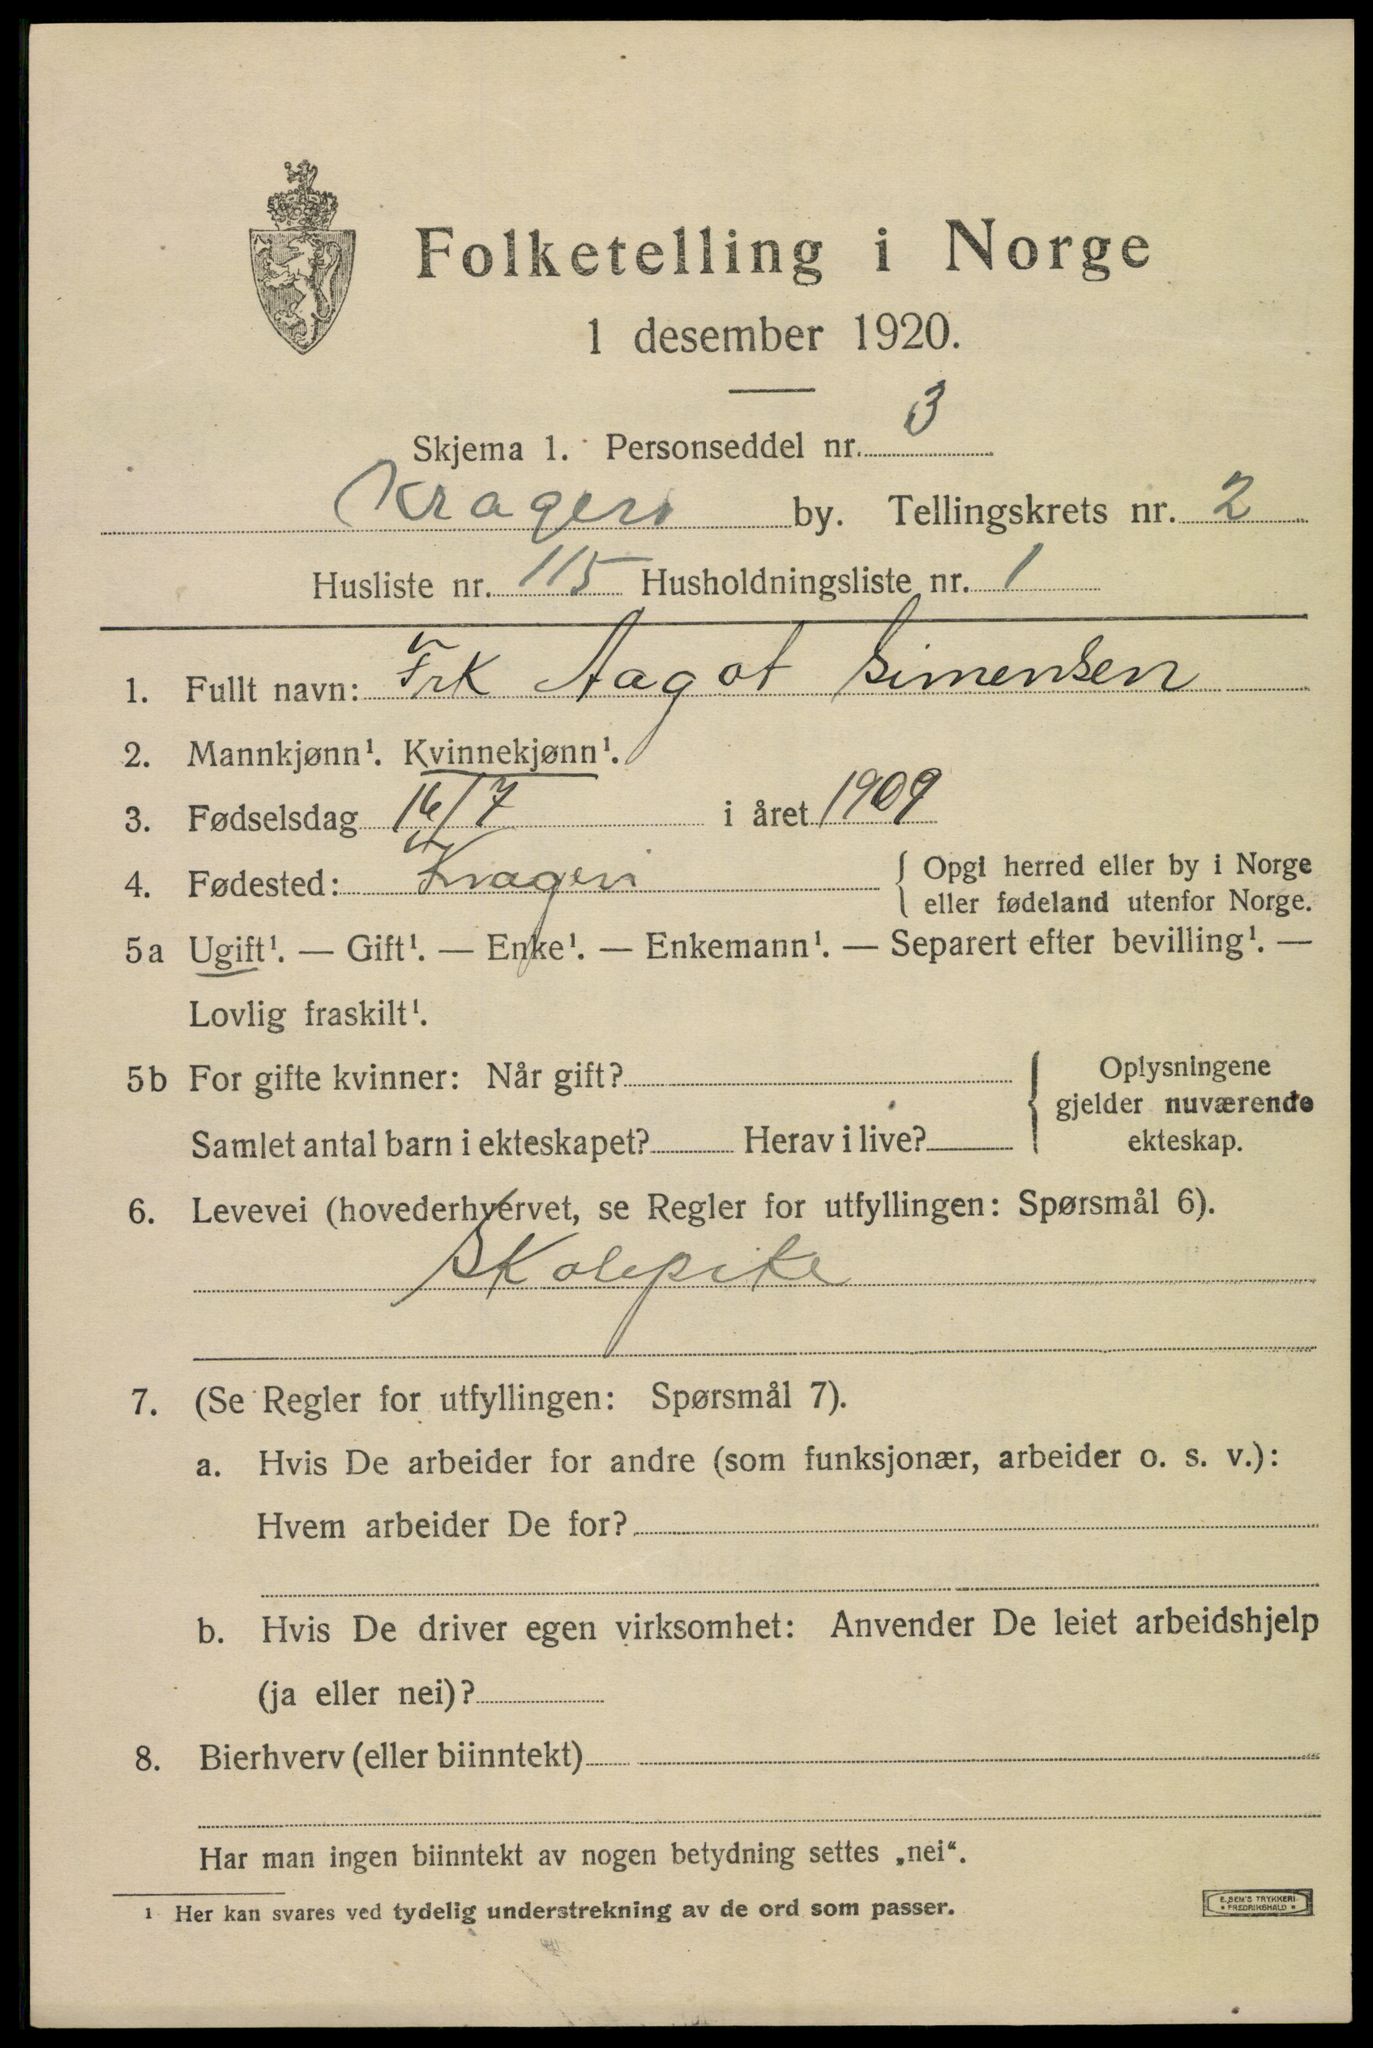 Folketelling i Norge
1 desember 1920.
Skjema 1. Personseddel nr. 3
Kragerø by. Tellingskrets nr. 2
Husliste nr. 115 Husholdningsliste nr. 1
1. Fullt navn: Frk Aagot Simensen
2. Mannkjønn¹. Kvinnekjønn¹.
3. Fødselsdag 16/7 i året 1909
4. Fødested: Kragerø { Opgi herred eller by i Norge
eller fødeland utenfor Norge.
5a Ugift¹. — Gift¹. — Enke¹. — Enkemann¹. — Separert efter bevilling¹. —
Lovlig fraskilt¹.
5b For gifte kvinner: Når gift? { Oplysningene
gjelder nuværende
Samlet antal barn i ekteskapet? Herav i live? ekteskap.
6. Levevei (hovederhvervet, se Regler for utfyllingen: Spørsmål 6).
Skolepike
7. (Se Regler for utfyllingen: Spørsmål 7).
a. Hvis De arbeider for andre (som funksjonær, arbeider o. s. v.):
Hvem arbeider De for?
b. Hvis De driver egen virksomhet: Anvender De leiet arbeidshjelp
(ja eller nei)?
8. Bierhverv (eller biinntekt)
Har man ingen biinntekt av nogen betydning settes „nei“.
¹ Her kan svares ved tydelig understrekning av de ord som passer.
E. SEM'S TRYKKERI
* FREDRIKSHALD *